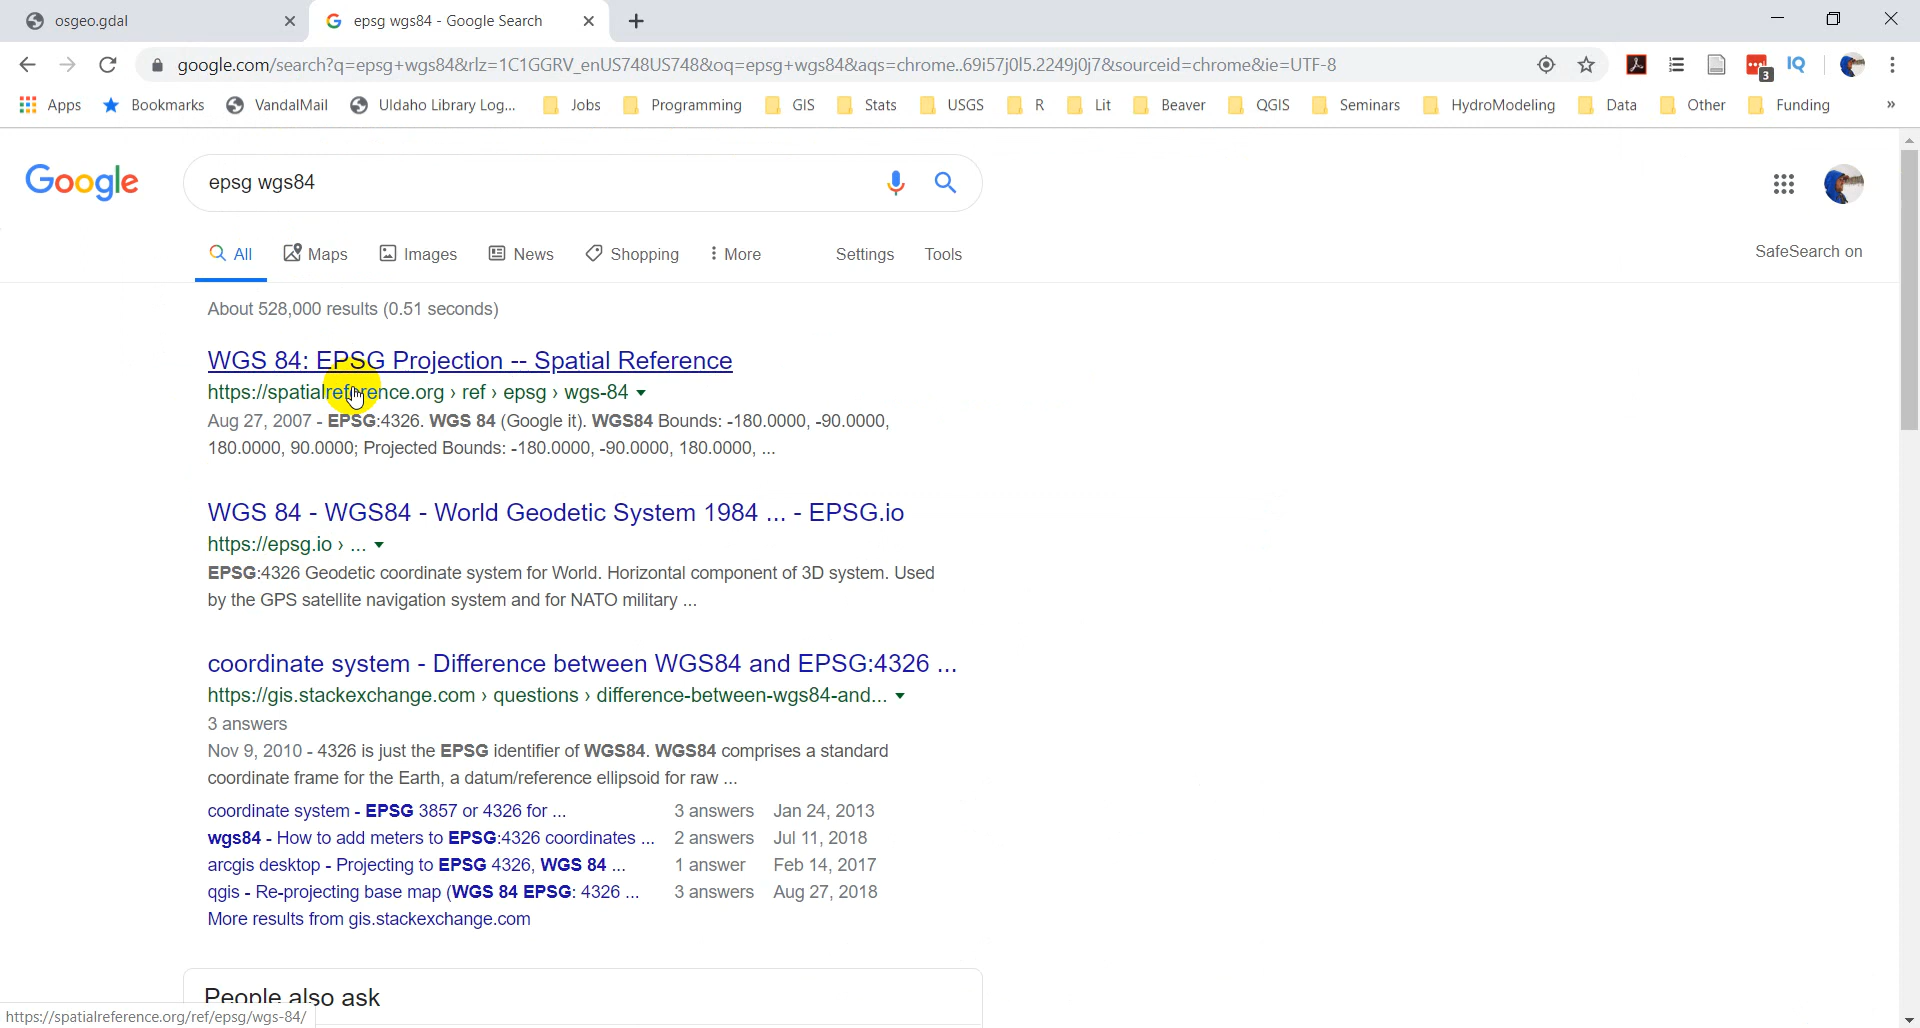 osgeo.gdal
epsg wgs84 - Google Search
google.com/search?q=epsg+wgs84&rlz=1C1GGRV_enUS748US748&oq=epsg+wgs84&aqs=chrome..69i57j0l5.2249j0j7&sourceid=chrome&ie=UTF-8
3
IQ
Apps Bookmarks VandalMail UIdaho Library Log... Jobs Programming GIS Stats USGS R Lit Beaver QGIS Seminars HydroModeling Data Other Funding »
Google
epsg wgs84
All Maps Images News Shopping More Settings Tools
SafeSearch on
About 528,000 results (0.51 seconds)
WGS 84: EPSG Projection -- Spatial Reference
https://spatialreference.org › ref › epsg › wgs-84
Aug 27, 2007 - EPSG:4326. WGS 84 (Google it). WGS84 Bounds: -180.0000, -90.0000,
180.0000, 90.0000; Projected Bounds: -180.0000, -90.0000, 180.0000, ...
WGS 84 - WGS84 - World Geodetic System 1984 ... - EPSG.io
https://epsg.io › ...
EPSG:4326 Geodetic coordinate system for World. Horizontal component of 3D system. Used
by the GPS satellite navigation system and for NATO military ...
coordinate system - Difference between WGS84 and EPSG:4326 ...
https://gis.stackexchange.com › questions › difference-between-wgs84-and...
3 answers
Nov 9, 2010 - 4326 is just the EPSG identifier of WGS84. WGS84 comprises a standard
coordinate frame for the Earth, a datum/reference ellipsoid for raw ...
coordinate system - EPSG 3857 or 4326 for ... 3 answers Jan 24, 2013
wgs84 - How to add meters to EPSG:4326 coordinates ... 2 answers Jul 11, 2018
arcgis desktop - Projecting to EPSG 4326, WGS 84 ... 1 answer Feb 14, 2017
qgis - Re-projecting base map (WGS 84 EPSG: 4326 ... 3 answers Aug 27, 2018
More results from gis.stackexchange.com
People also ask
https://spatialreference.org/ref/epsg/wgs-84/